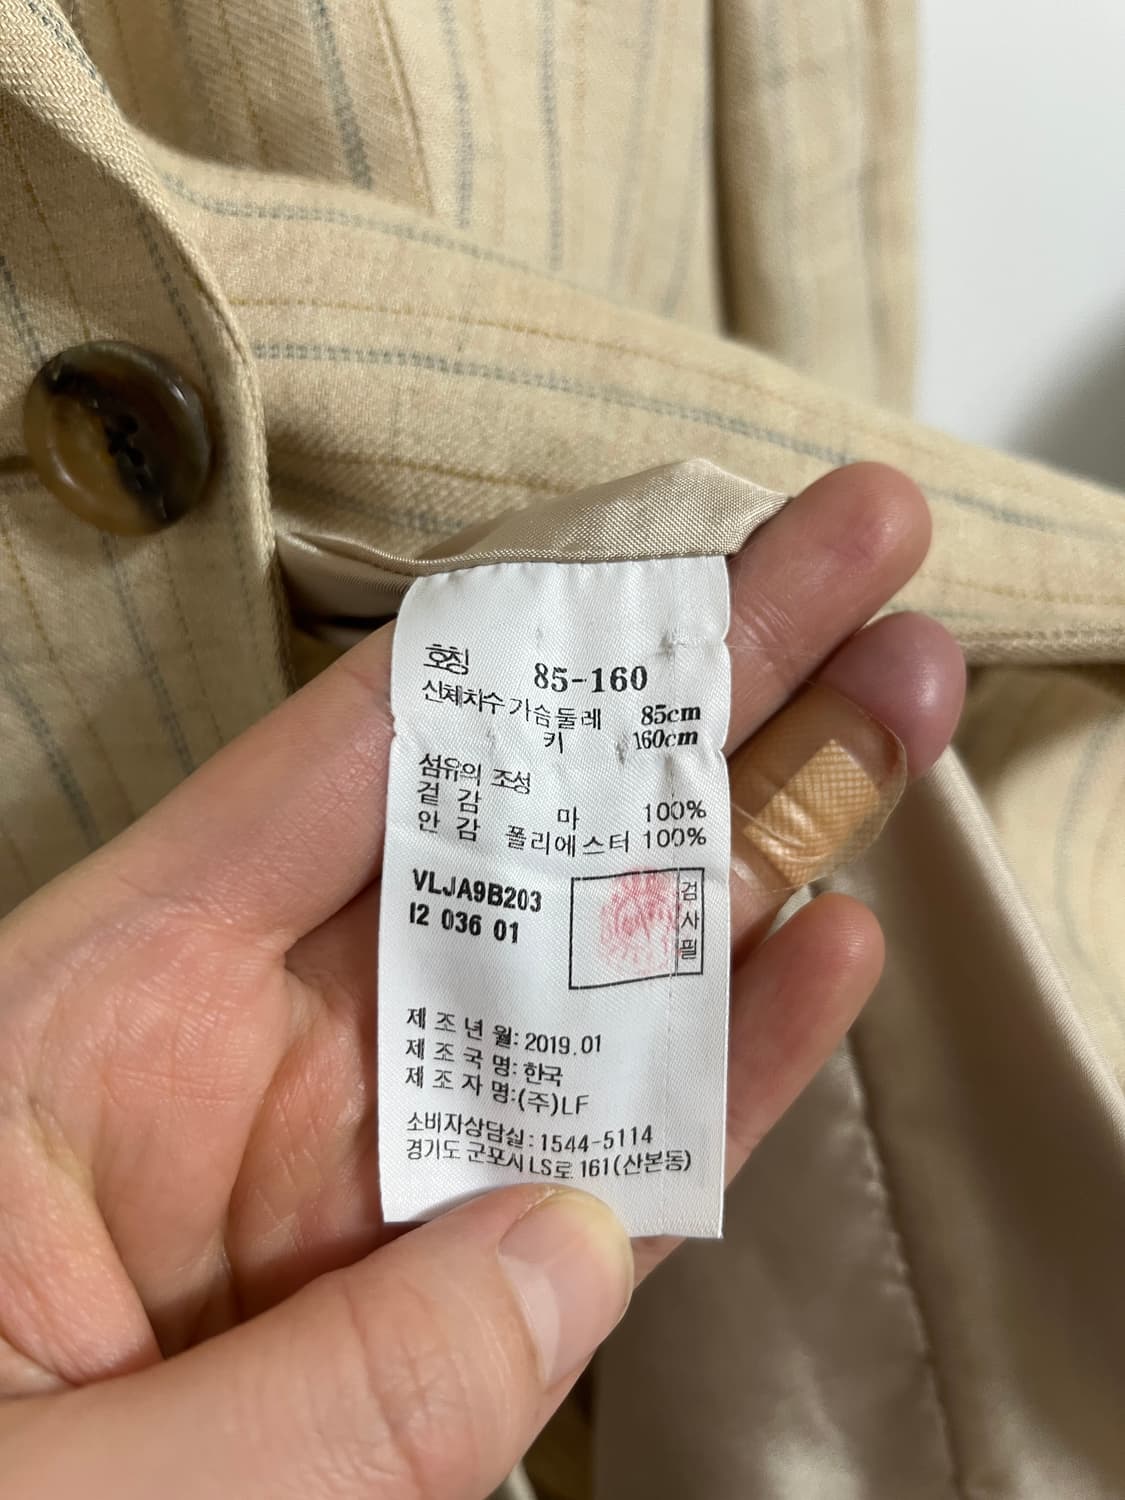 호칭 85-160
신체치수 가슴둘레 85cm
키 160cm
섬유의 조성
겉 감 마 100%
안 감 폴리에스터 100%
VLJA9B203
I2 036 01
검사필
제 조 년 월: 2019.01
제 조 국 명: 한국
제 조 자 명:(주)LF
소비자상담실: 1544-5114
경기도 군포시 LS로 161(산본동)